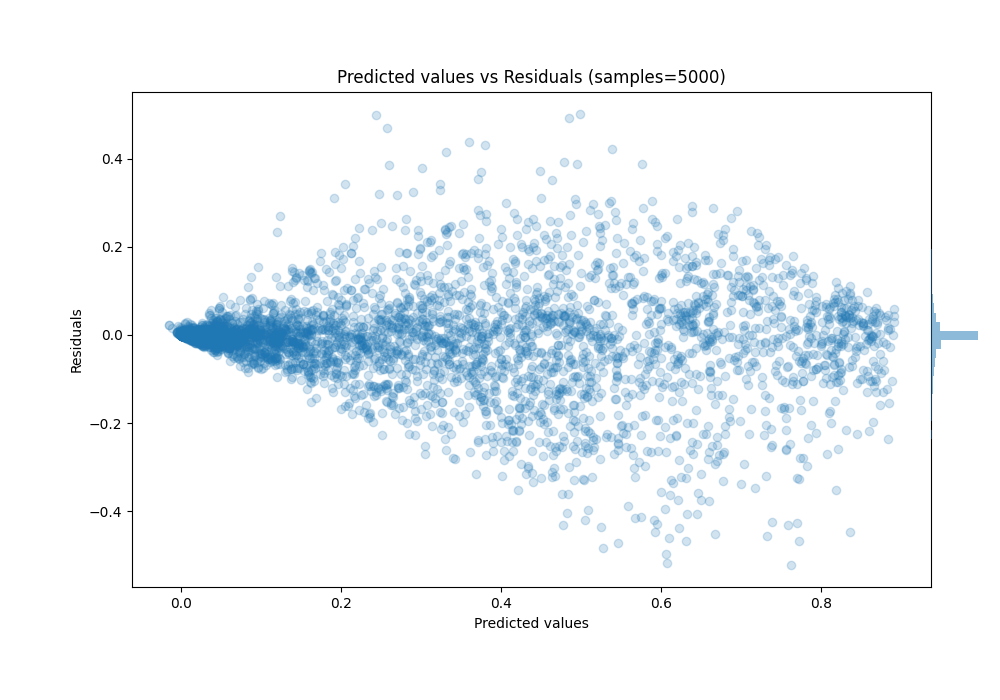 Predicted values vs Residuals (samples=5000)
0.4
0.2
0.0
−0.2
−0.4
Residuals
0.0 0.2 0.4 0.6 0.8
Predicted values